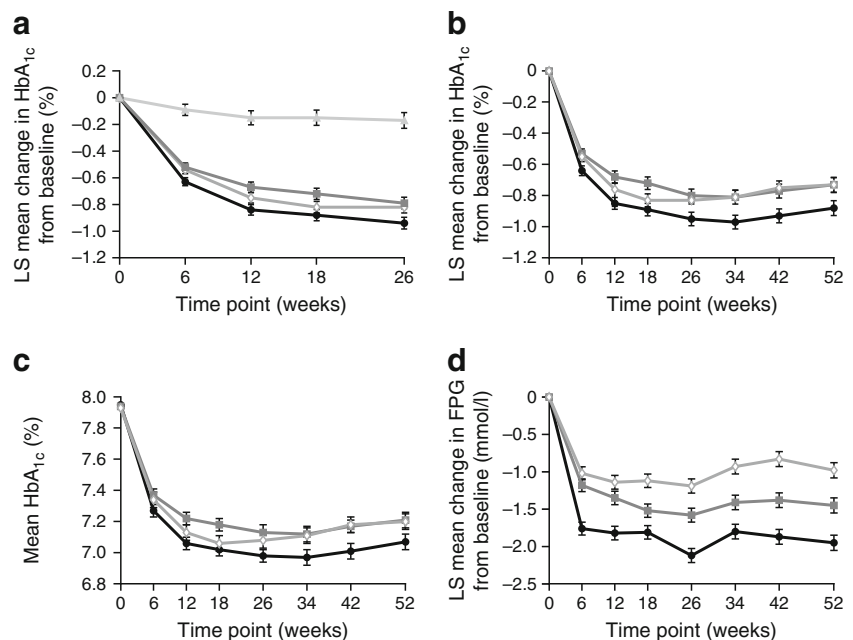 a
LS mean change in HbA1c
from baseline (%)
0.2
0
–0.2
–0.4
–0.6
–0.8
–1.0
–1.2
0 6 12 18 26
Time point (weeks)
b
LS mean change in HbA1c
from baseline (%)
0
–0.2
–0.4
–0.6
–0.8
–1.0
–1.2
0 6 12 18 26 34 42 52
Time point (weeks)
c
Mean HbA1c (%)
8.0
7.8
7.6
7.4
7.2
7.0
6.8
0 6 12 18 26 34 42 52
Time point (weeks)
d
LS mean change in FPG
from baseline (mmol/l)
0
–0.5
–1.0
–1.5
–2.0
–2.5
0 6 12 18 26 34 42 52
Time point (weeks)